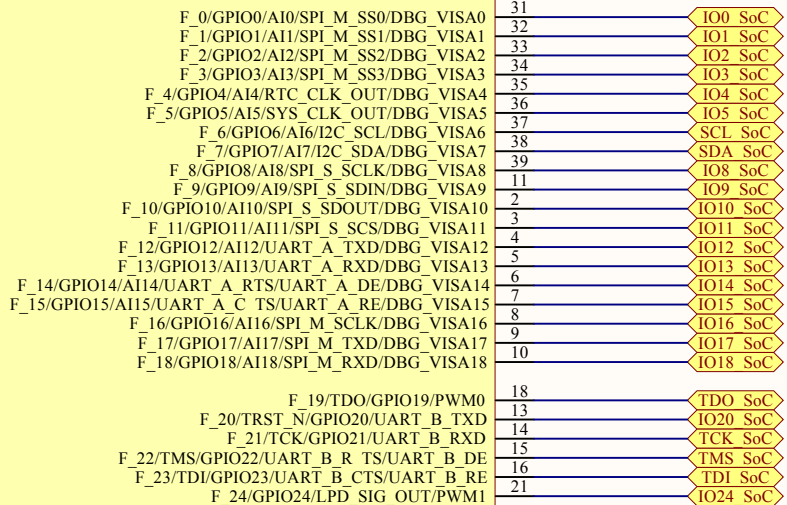 F_0/GPIO0/AI0/SPI_M_SS0/DBG_VISA0 31 IO0_SoC
F_1/GPIO1/AI1/SPI_M_SS1/DBG_VISA1 32 IO1_SoC
F_2/GPIO2/AI2/SPI_M_SS2/DBG_VISA2 33 IO2_SoC
F_3/GPIO3/AI3/SPI_M_SS3/DBG_VISA3 34 IO3_SoC
F_4/GPIO4/AI4/RTC_CLK_OUT/DBG_VISA4 35 IO4_SoC
F_5/GPIO5/AI5/SYS_CLK_OUT/DBG_VISA5 36 IO5_SoC
F_6/GPIO6/AI6/I2C_SCL/DBG_VISA6 37 SCL_SoC
F_7/GPIO7/AI7/I2C_SDA/DBG_VISA7 38 SDA_SoC
F_8/GPIO8/AI8/SPI_S_SCLK/DBG_VISA8 39 IO8_SoC
F_9/GPIO9/AI9/SPI_S_SDIN/DBG_VISA9 11 IO9_SoC
F_10/GPIO10/AI10/SPI_S_SDOUT/DBG_VISA10 2 IO10_SoC
F_11/GPIO11/AI11/SPI_S_SCS/DBG_VISA11 3 IO11_SoC
F_12/GPIO12/AI12/UART_A_TXD/DBG_VISA12 4 IO12_SoC
F_13/GPIO13/AI13/UART_A_RXD/DBG_VISA13 5 IO13_SoC
F_14/GPIO14/AI14/UART_A_RTS/UART_A_DE/DBG_VISA14 6 IO14_SoC
F_15/GPIO15/AI15/UART_A_C TS/UART_A_RE/DBG_VISA15 7 IO15_SoC
F_16/GPIO16/AI16/SPI_M_SCLK/DBG_VISA16 8 IO16_SoC
F_17/GPIO17/AI17/SPI_M_TXD/DBG_VISA17 9 IO17_SoC
F_18/GPIO18/AI18/SPI_M_RXD/DBG_VISA18 10 IO18_SoC
F_19/TDO/GPIO19/PWM0 18 TDO_SoC
F_20/TRST_N/GPIO20/UART_B_TXD 13 IO20_SoC
F_21/TCK/GPIO21/UART_B_RXD 14 TCK_SoC
F_22/TMS/GPIO22/UART_B_R TS/UART_B_DE 15 TMS_SoC
F_23/TDI/GPIO23/UART_B_CTS/UART_B_RE 16 TDI_SoC
F_24/GPIO24/LPD_SIG_OUT/PWM1 21 IO24_SoC